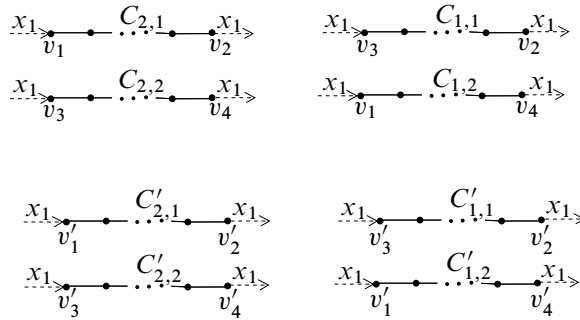 x₁ C₂,₁ x₁ x₁ C₁,₁ x₁
v₁ v₂ v₃ v₂
x₁ C₂,₂ x₁ x₁ C₁,₂ x₁
v₃ v₄ v₁ v₄
x₁ C′₂,₁ x₁ x₁ C′₁,₁ x₁
v′₁ v′₂ v′₃ v′₂
x₁ C′₂,₂ x₁ x₁ C′₁,₂ x₁
v′₃ v′₄ v′₁ v′₄